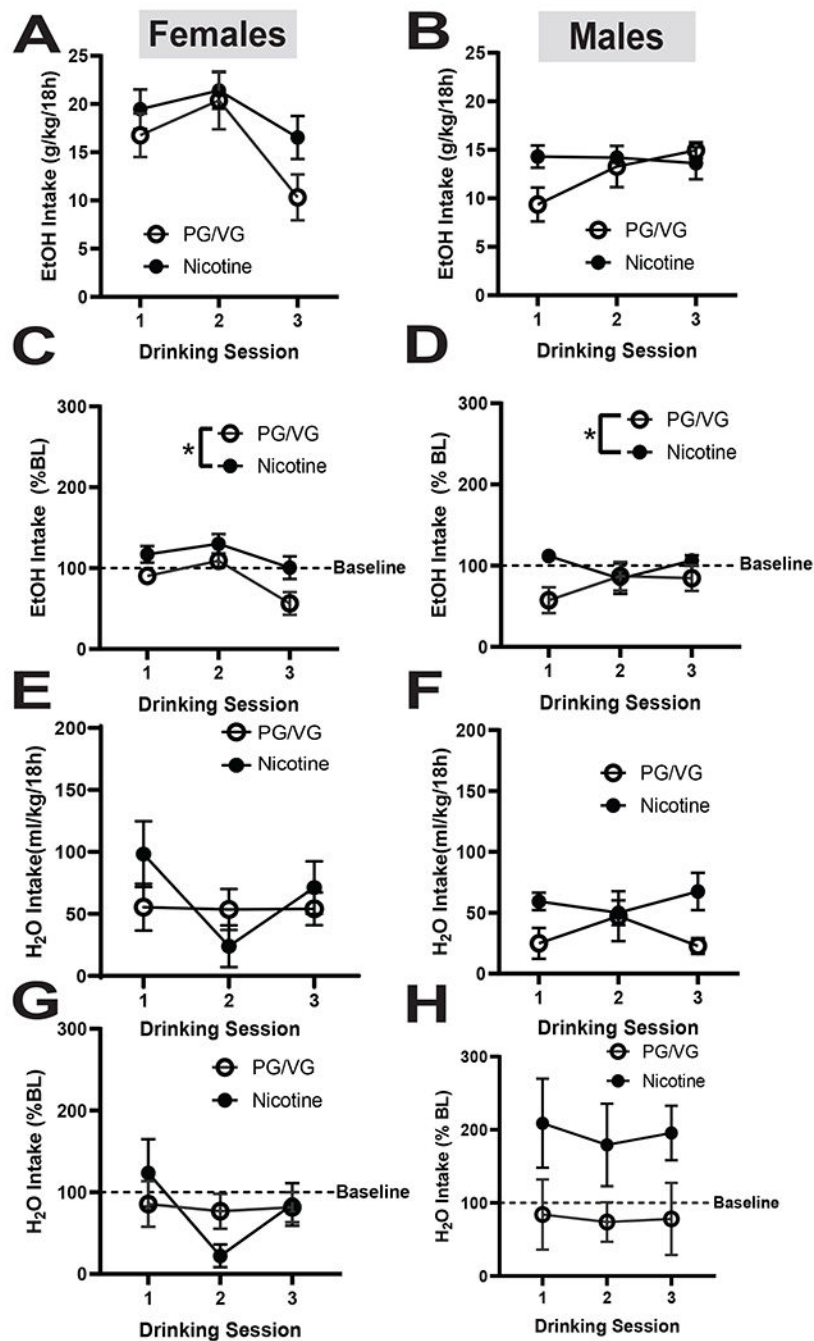 A
Females
B
Males
EtOH Intake (g/kg/18h)
25
20
15
10
5
0
PG/VG
Nicotine
1 2 3
Drinking Session
EtOH Intake (g/kg/18h)
25
20
15
10
5
0
PG/VG
Nicotine
1 2 3
Drinking Session
C
EtOH Intake (%BL)
300
200
100
0
* PG/VG
Nicotine
Baseline
1 2 3
Drinking Session
D
EtOH Intake (% BL)
300
200
100
0
* PG/VG
Nicotine
Baseline
1 2 3
Drinking Session
E
H₂O Intake(ml/kg/18h)
200
150
100
50
0
PG/VG
Nicotine
1 2 3
Drinking Session
F
H₂O Intake(ml/kg/18h)
200
150
100
50
0
PG/VG
Nicotine
1 2 3
Drinking Session
G
H₂O Intake (%BL)
300
200
100
0
PG/VG
Nicotine
Baseline
1 2 3
Drinking Session
H
H₂O Intake (% BL)
300
200
100
0
PG/VG
Nicotine
Baseline
1 2 3
Drinking Session